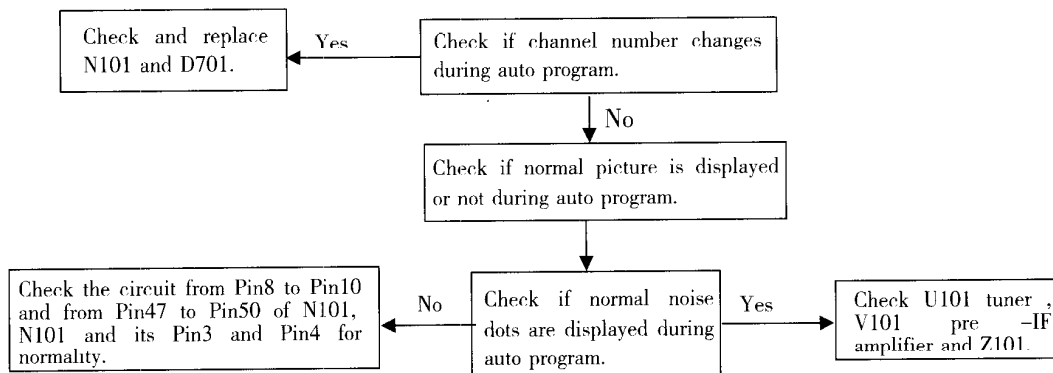 Check and replace
N101 and D701.
Yes
Check if channel number changes
during auto program.
No
Check if normal picture is displayed
or not during auto program.
Check the circuit from Pin8 to Pin10
and from Pin47 to Pin50 of N101,
N101 and its Pin3 and Pin4 for
normality.
No
Check if normal noise
dots are displayed during
auto program.
Yes
Check U101 tuner ,
V101 pre -IF
amplifier and Z101.